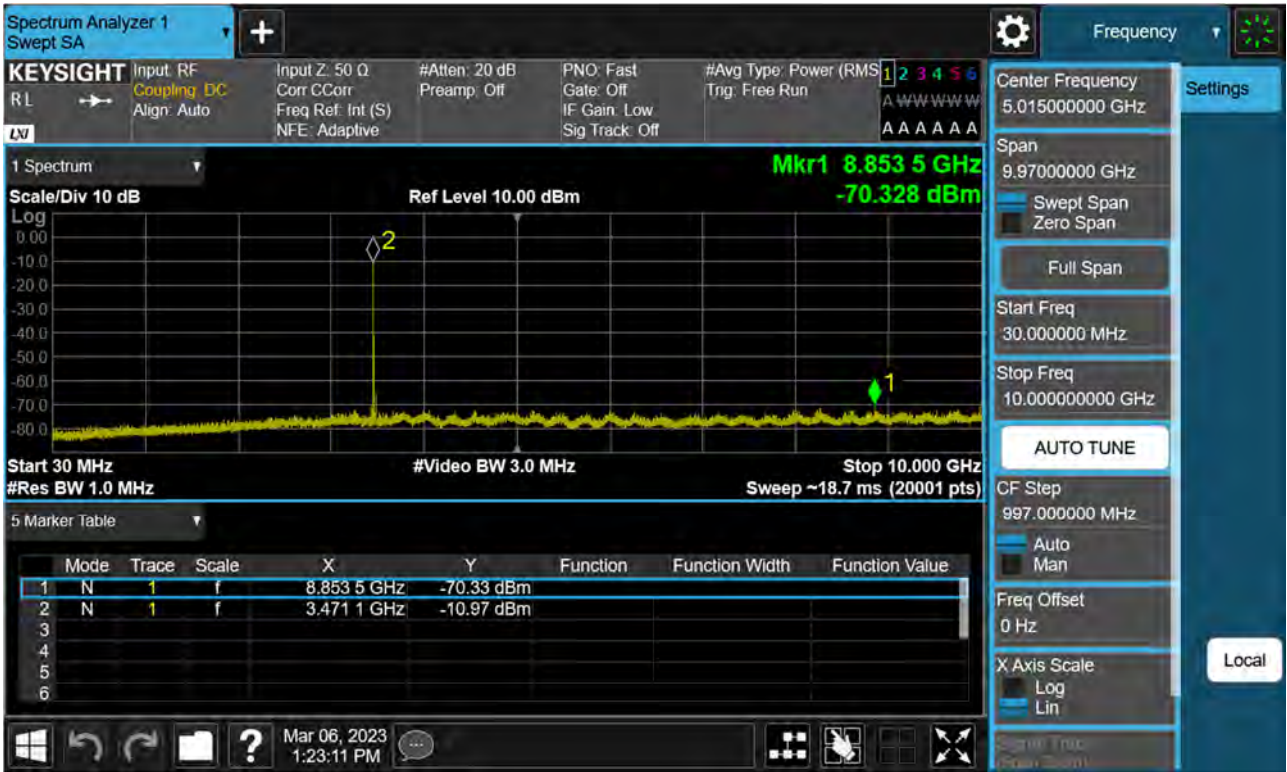 Spectrum Analyzer 1
Swept SA
+
Frequency
KEYSIGHT
RL
LXI
Input: RF
Coupling: DC
Align: Auto
Input Z: 50 Ω
Corr CCorr
Freq Ref: Int (S)
NFE: Adaptive
#Atten: 20 dB
Preamp: Off
PNO: Fast
Gate: Off
IF Gain: Low
Sig Track: Off
#Avg Type: Power (RMS
Trig: Free Run
1 2 3 4 5 6
A W W W W W
A A A A A A
1 Spectrum
Scale/Div 10 dB
Ref Level 10.00 dBm
Mkr1 8.853 5 GHz
-70.328 dBm
Log
0.00
-10.0
-20.0
-30.0
-40.0
-50.0
-60.0
-70.0
-80.0
2
1
Start 30 MHz
#Video BW 3.0 MHz
Stop 10.000 GHz
#Res BW 1.0 MHz
Sweep ~18.7 ms (20001 pts)
5 Marker Table
Mode Trace Scale X Y Function Function Width Function Value
1 N 1 f 8.853 5 GHz -70.33 dBm
2 N 1 f 3.471 1 GHz -10.97 dBm
3
4
5
6
Center Frequency
5.015000000 GHz
Settings
Span
9.97000000 GHz
Swept Span
Zero Span
Full Span
Start Freq
30.000000 MHz
Stop Freq
10.000000000 GHz
AUTO TUNE
CF Step
997.000000 MHz
Auto
Man
Freq Offset
0 Hz
X Axis Scale
Log
Lin
Local
?
Mar 06, 2023
1:23:11 PM